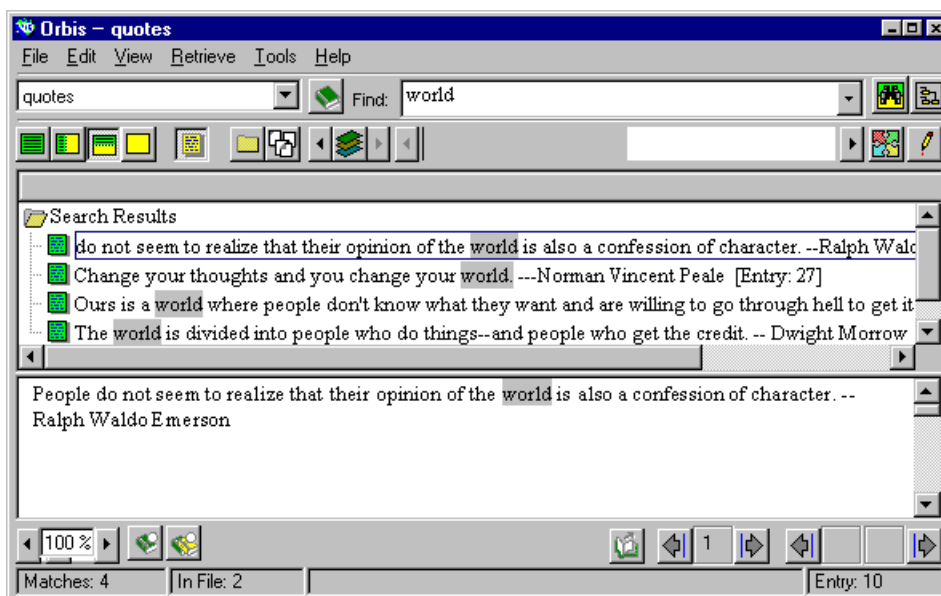 Orbis – quotes
File Edit View Retrieve Tools Help
quotes Find: world
Search Results
do not seem to realize that their opinion of the world is also a confession of character. --Ralph Wald
Change your thoughts and you change your world. ---Norman Vincent Peale [Entry: 27]
Ours is a world where people don't know what they want and are willing to go through hell to get it
The world is divided into people who do things--and people who get the credit. -- Dwight Morrow
People do not seem to realize that their opinion of the world is also a confession of character. --
Ralph Waldo Emerson
100 % 1
Matches: 4 In File: 2 Entry: 10